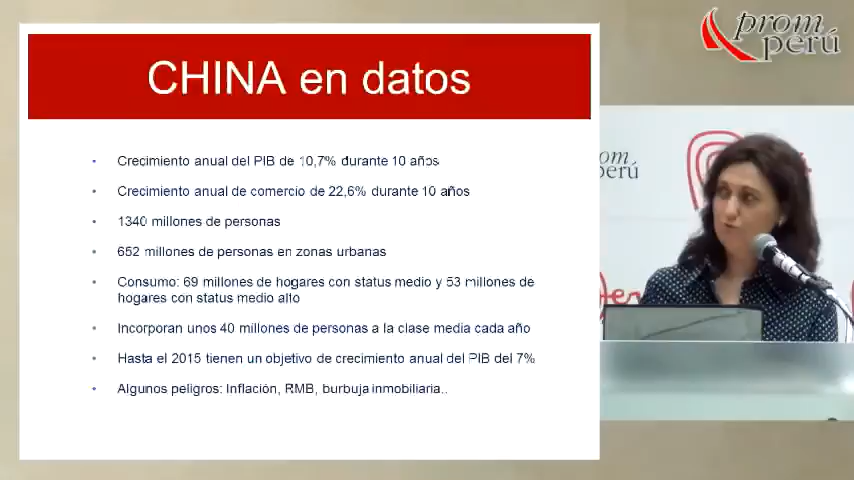 CHINA en datos
Crecimiento anual del PIB de 10,7% durante 10 años
Crecimiento anual de comercio de 22,6% durante 10 años
1340 millones de personas
652 millones de personas en zonas urbanas
Consumo: 69 millones de hogares con status medio y 53 millones de
hogares con status medio alto
Incorporan unos 40 millones de personas a la clase media cada año
Hasta el 2015 tienen un objetivo de crecimiento anual del PIB del 7%
Algunos peligros: Inflación, RMB, burbuja inmobiliaria..
prom
perú
om
perú